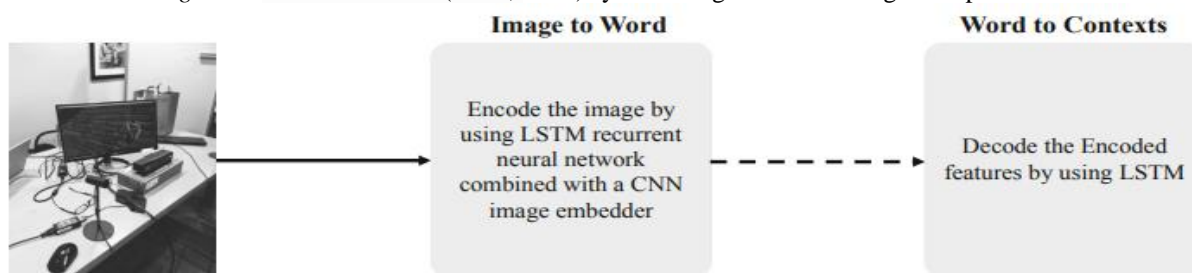 Image to Word
Word to Contexts
Encode the image by
using LSTM recurrent
neural network
combined with a CNN
image embedder
Decode the Encoded
features by using LSTM